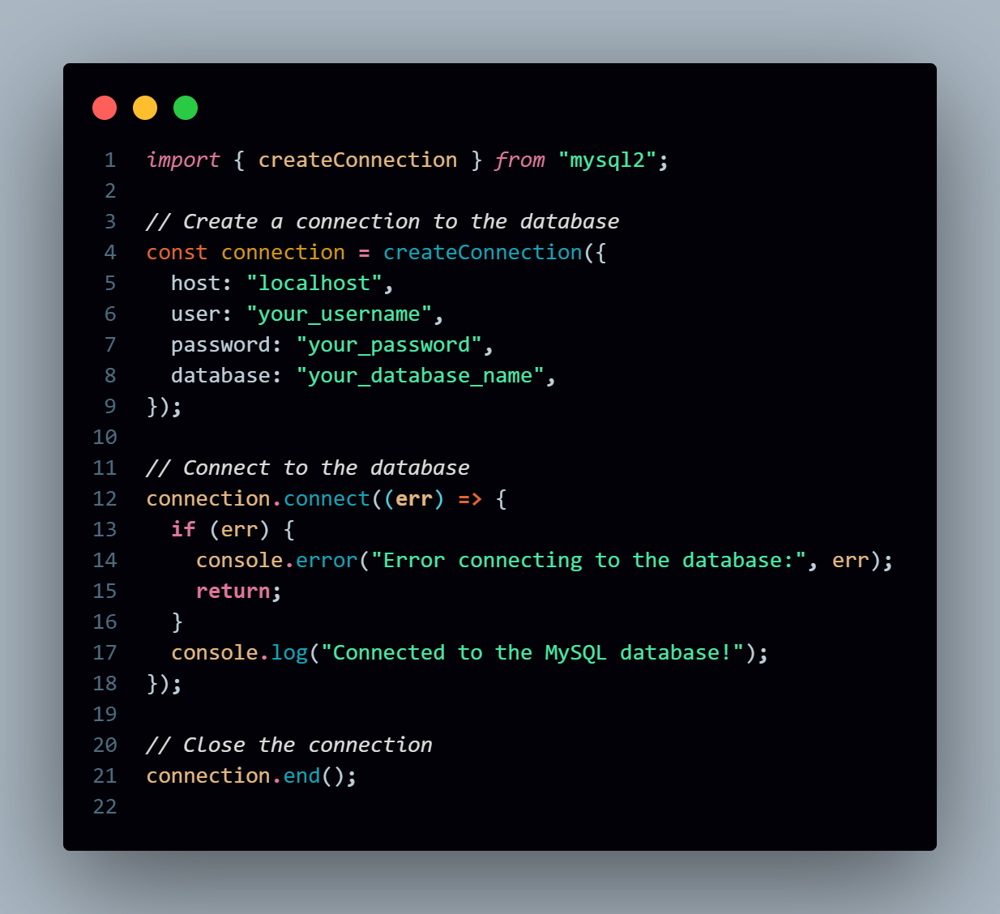 1 import { createConnection } from "mysql2";
2
3 // Create a connection to the database
4 const connection = createConnection({
5   host: "localhost",
6   user: "your_username",
7   password: "your_password",
8   database: "your_database_name",
9 });
10
11 // Connect to the database
12 connection.connect((err) => {
13   if (err) {
14     console.error("Error connecting to the database:", err);
15     return;
16   }
17   console.log("Connected to the MySQL database!");
18 });
19
20 // Close the connection
21 connection.end();
22